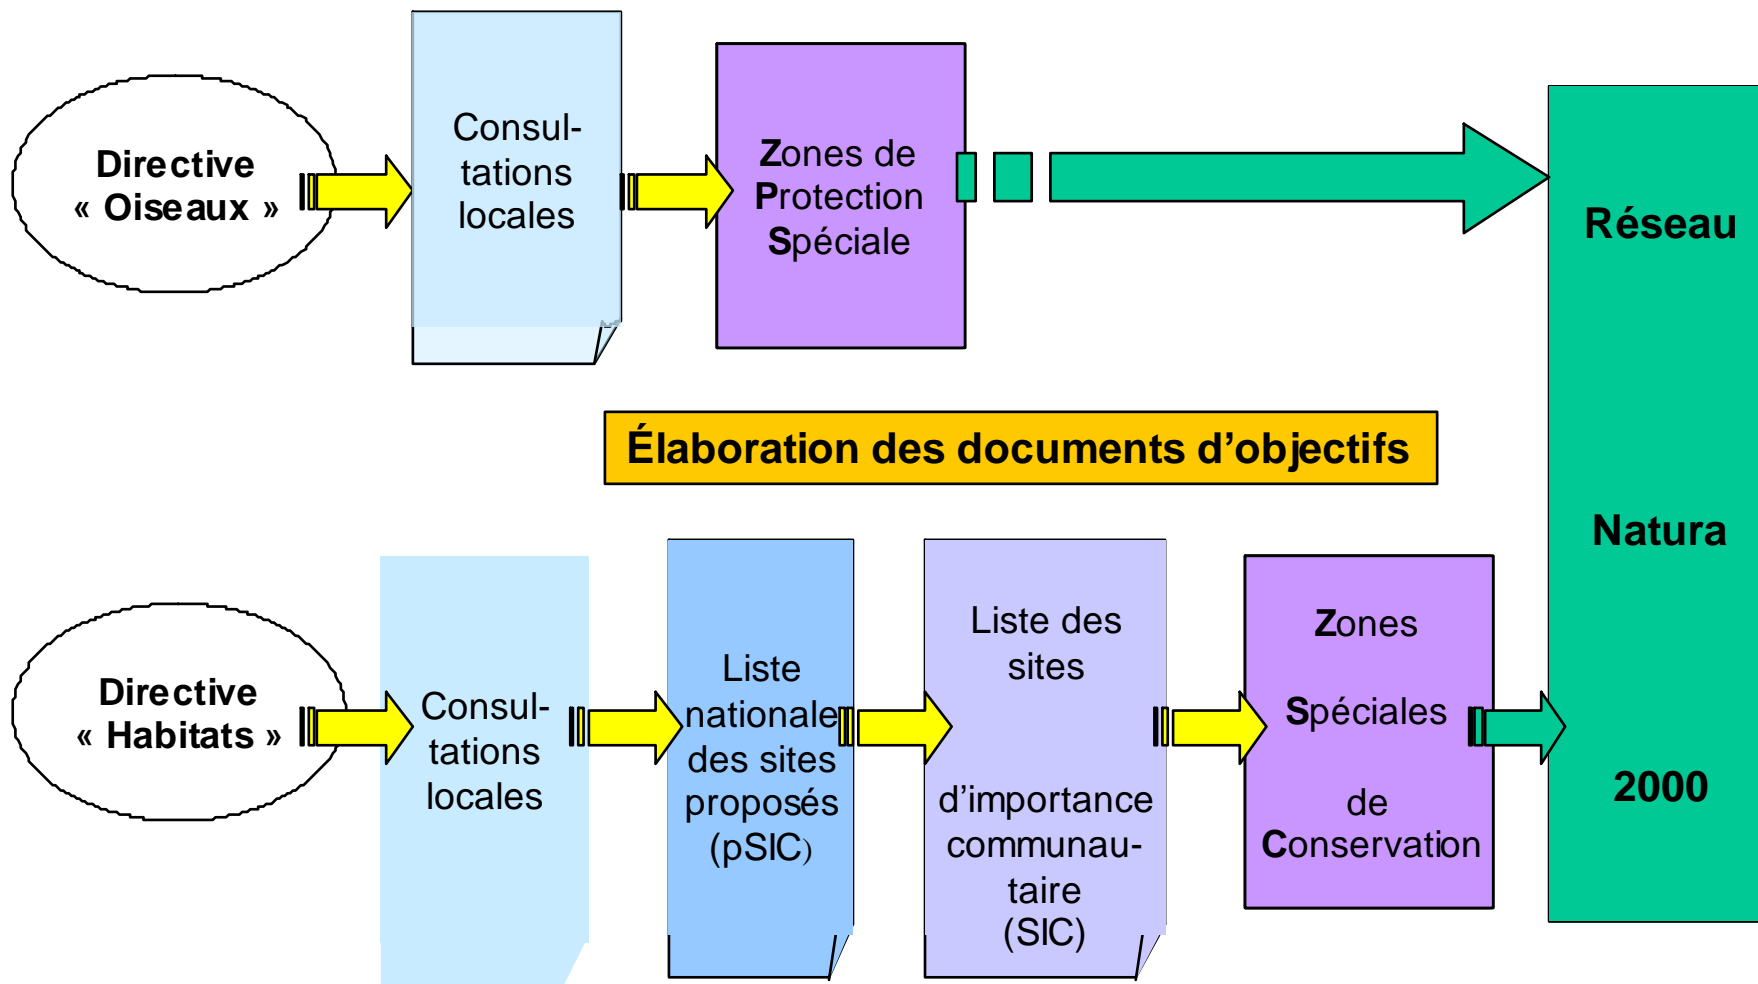 Directive
« Oiseaux »
Consul-
tations
locales
Zones de
Protection
Spéciale
Élaboration des documents d’objectifs
Directive
« Habitats »
Consul-
tations
locales
Liste
nationale
des sites
proposés
(pSIC)
Liste des
sites
d’importance
communau-
taire
(SIC)
Zones
Spéciales
de
Conservation
Réseau
Natura
2000